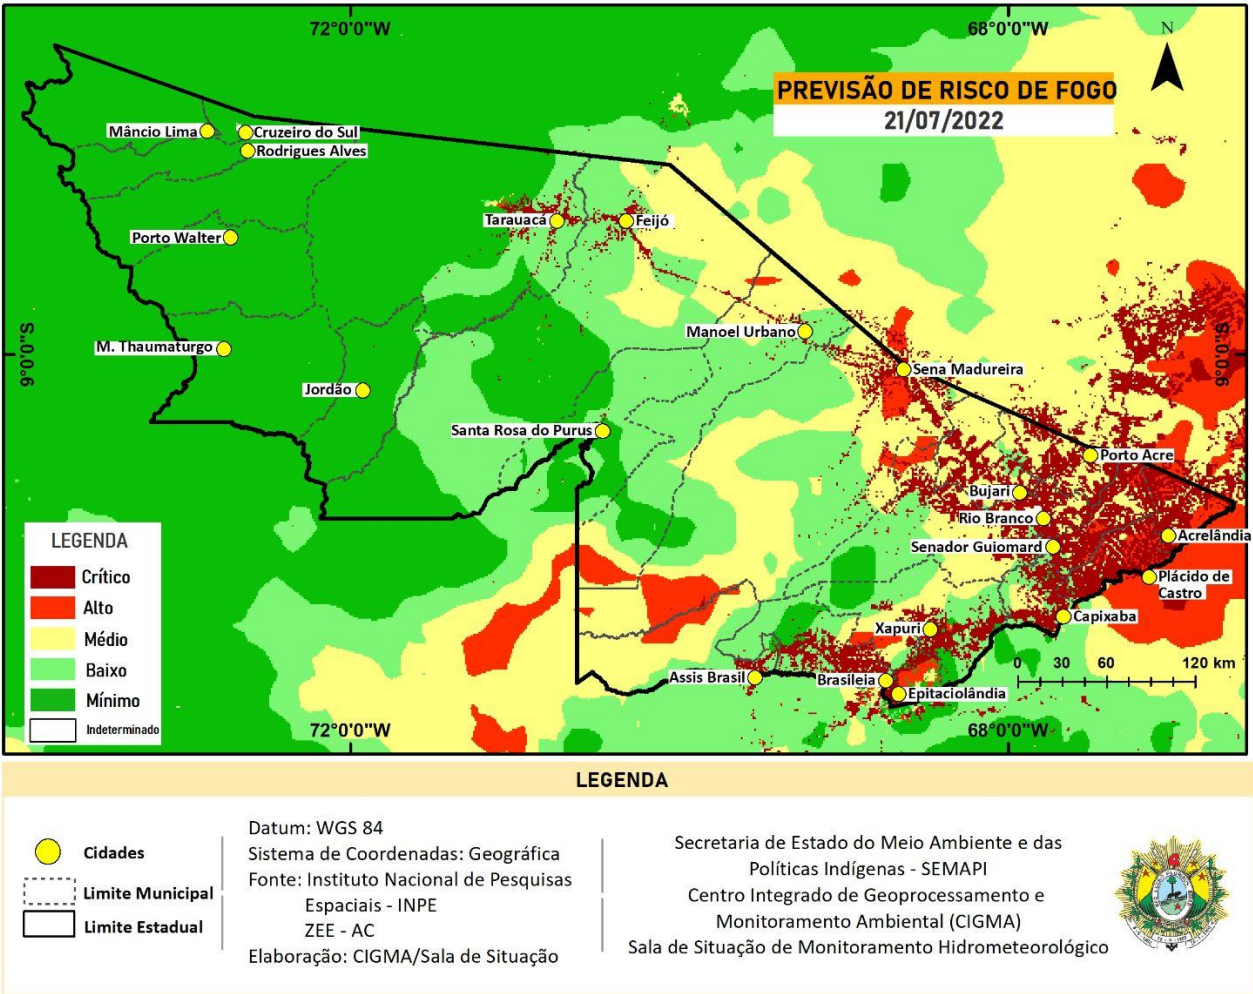 72°0'0"W
68°0'0"W
N
PREVISÃO DE RISCO DE FOGO
21/07/2022
Mâncio Lima
Cruzeiro do Sul
Rodrigues Alves
Tarauacá
Feijó
Porto Walter
Manoel Urbano
M. Thaumaturgo
9°0'0"S
9°0'0"S
Sena Madureira
Jordão
Santa Rosa do Purus
Porto Acre
Bujari
Rio Branco
Acrelândia
Senador Guiomard
Plácido de
Castro
Capixaba
Xapuri
Assis Brasil
Brasileia
Epitaciolândia
0 30 60 120 km
LEGENDA
Crítico
Alto
Médio
Baixo
Mínimo
Indeterminado
72°0'0"W
68°0'0"W
LEGENDA
Cidades
Limite Municipal
Limite Estadual
Datum: WGS 84
Sistema de Coordenadas: Geográfica
Fonte: Instituto Nacional de Pesquisas
Espaciais - INPE
ZEE - AC
Elaboração: CIGMA/Sala de Situação
Secretaria de Estado do Meio Ambiente e das
Políticas Indígenas - SEMAPI
Centro Integrado de Geoprocessamento e
Monitoramento Ambiental (CIGMA)
Sala de Situação de Monitoramento Hidrometeorológico